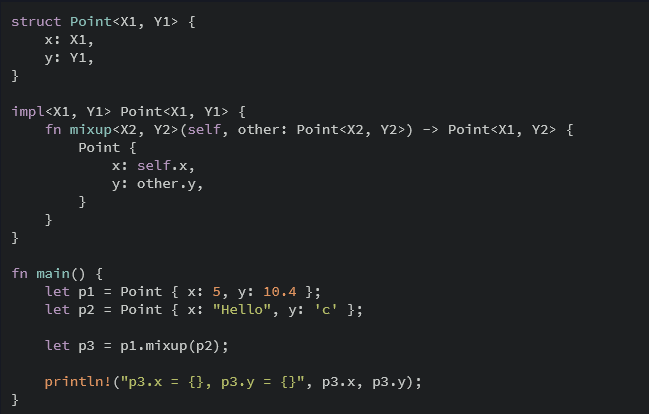 struct Point<X1, Y1> {
    x: X1,
    y: Y1,
}

impl<X1, Y1> Point<X1, Y1> {
    fn mixup<X2, Y2>(self, other: Point<X2, Y2>) -> Point<X1, Y2> {
        Point {
            x: self.x,
            y: other.y,
        }
    }
}

fn main() {
    let p1 = Point { x: 5, y: 10.4 };
    let p2 = Point { x: "Hello", y: 'c' };

    let p3 = p1.mixup(p2);

    println!("p3.x = {}, p3.y = {}", p3.x, p3.y);
}